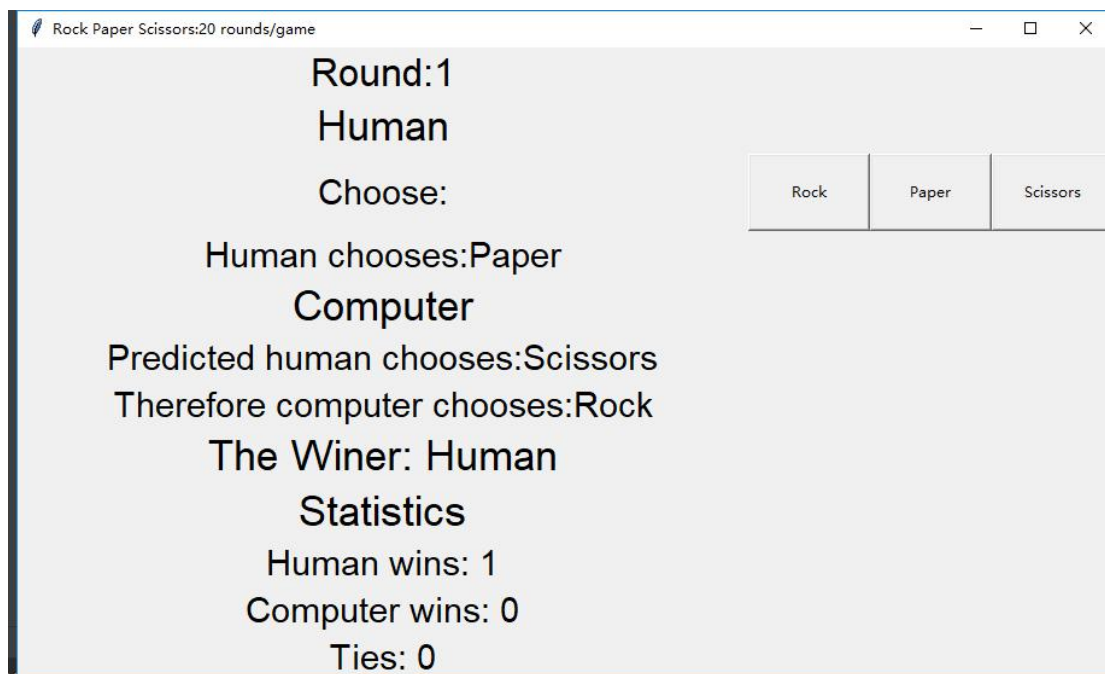 Rock Paper Scissors:20 rounds/game
Round:1
Human
Choose:
Rock Paper Scissors
Human chooses:Paper
Computer
Predicted human chooses:Scissors
Therefore computer chooses:Rock
The Winer: Human
Statistics
Human wins: 1
Computer wins: 0
Ties: 0